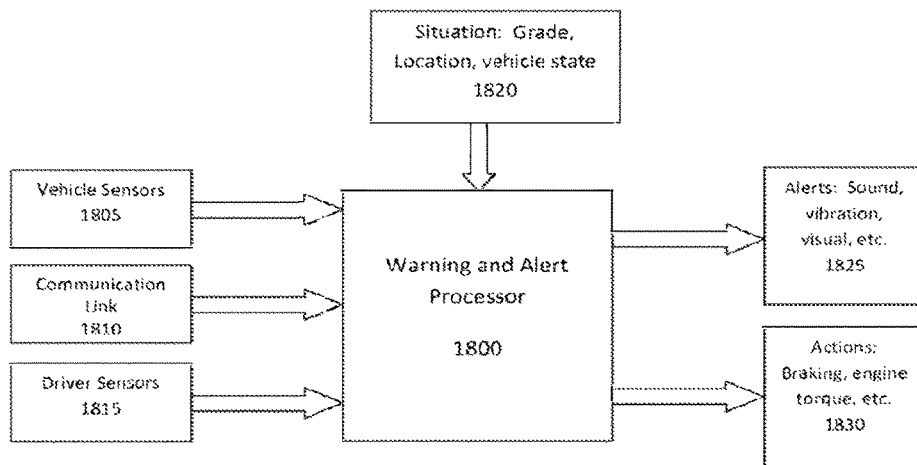 Situation: Grade,
Location, vehicle state
1820
Vehicle Sensors
1805
Communication
Link
1810
Driver Sensors
1815
Warning and Alert
Processor
1800
Alerts: Sound,
vibration,
visual, etc.
1825
Actions:
Braking, engine
torque, etc.
1830